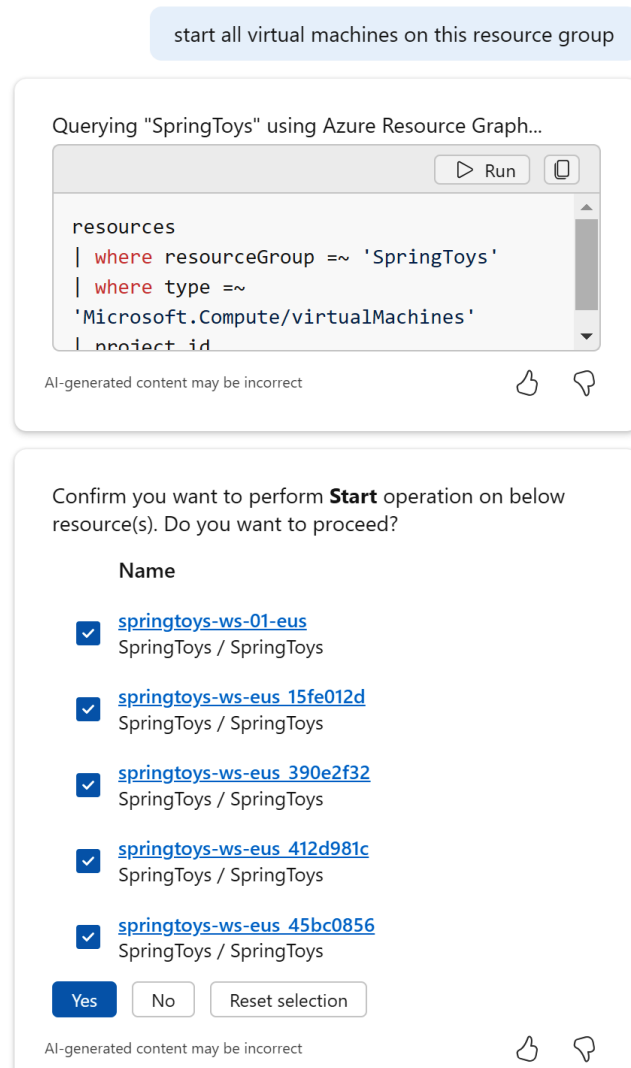 start all virtual machines on this resource group
Querying "SpringToys" using Azure Resource Graph...
Run
resources
| where resourceGroup =~ 'SpringToys'
| where type =~
'Microsoft.Compute/virtualMachines'
| project id
AI-generated content may be incorrect
Confirm you want to perform Start operation on below
resource(s). Do you want to proceed?
Name
springtoys-ws-01-eus
SpringToys / SpringToys
springtoys-ws-eus_15fe012d
SpringToys / SpringToys
springtoys-ws-eus_390e2f32
SpringToys / SpringToys
springtoys-ws-eus_412d981c
SpringToys / SpringToys
springtoys-ws-eus_45bc0856
SpringToys / SpringToys
Yes
No
Reset selection
AI-generated content may be incorrect